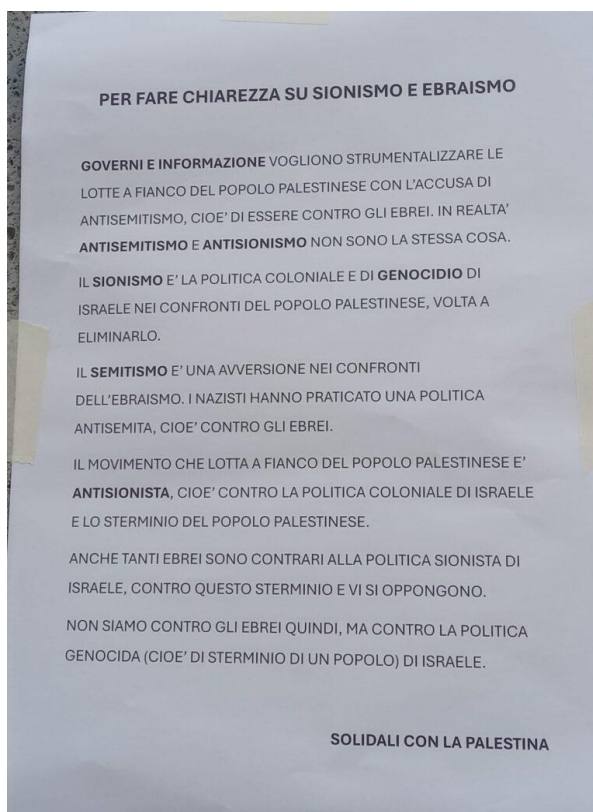 PER FARE CHIAREZZA SU SIONISMO E EBRAISMO
GOVERNI E INFORMAZIONE VOGLIONO STRUMENTALIZZARE LE
LOTTE A FIANCO DEL POPOLO PALESTINESE CON L'ACCUSA DI
ANTISEMITISMO, CIOE' DI ESSERE CONTRO GLI EBREI. IN REALTA'
ANTISEMITISMO E ANTISIONISMO NON SONO LA STESSA COSA.
IL SIONISMO E' LA POLITICA COLONIALE E DI GENOCIDIO DI
ISRAELE NEI CONFRONTI DEL POPOLO PALESTINESE, VOLTA A
ELIMINARLO.
IL SEMITISMO E' UNA AVVERSIONE NEI CONFRONTI
DELL'EBRAISMO. I NAZISTI HANNO PRATICATO UNA POLITICA
ANTISEMITA, CIOE' CONTRO GLI EBREI.
IL MOVIMENTO CHE LOTTA A FIANCO DEL POPOLO PALESTINESE E'
ANTISIONISTA, CIOE' CONTRO LA POLITICA COLONIALE DI ISRAELE
E LO STERMINIO DEL POPOLO PALESTINESE.
ANCHE TANTI EBREI SONO CONTRARI ALLA POLITICA SIONISTA DI
ISRAELE, CONTRO QUESTO STERMINIO E VI SI OPPONGONO.
NON SIAMO CONTRO GLI EBREI QUINDI, MA CONTRO LA POLITICA
GENOCIDA (CIOE' DI STERMINIO DI UN POPOLO) DI ISRAELE.
SOLIDALI CON LA PALESTINA